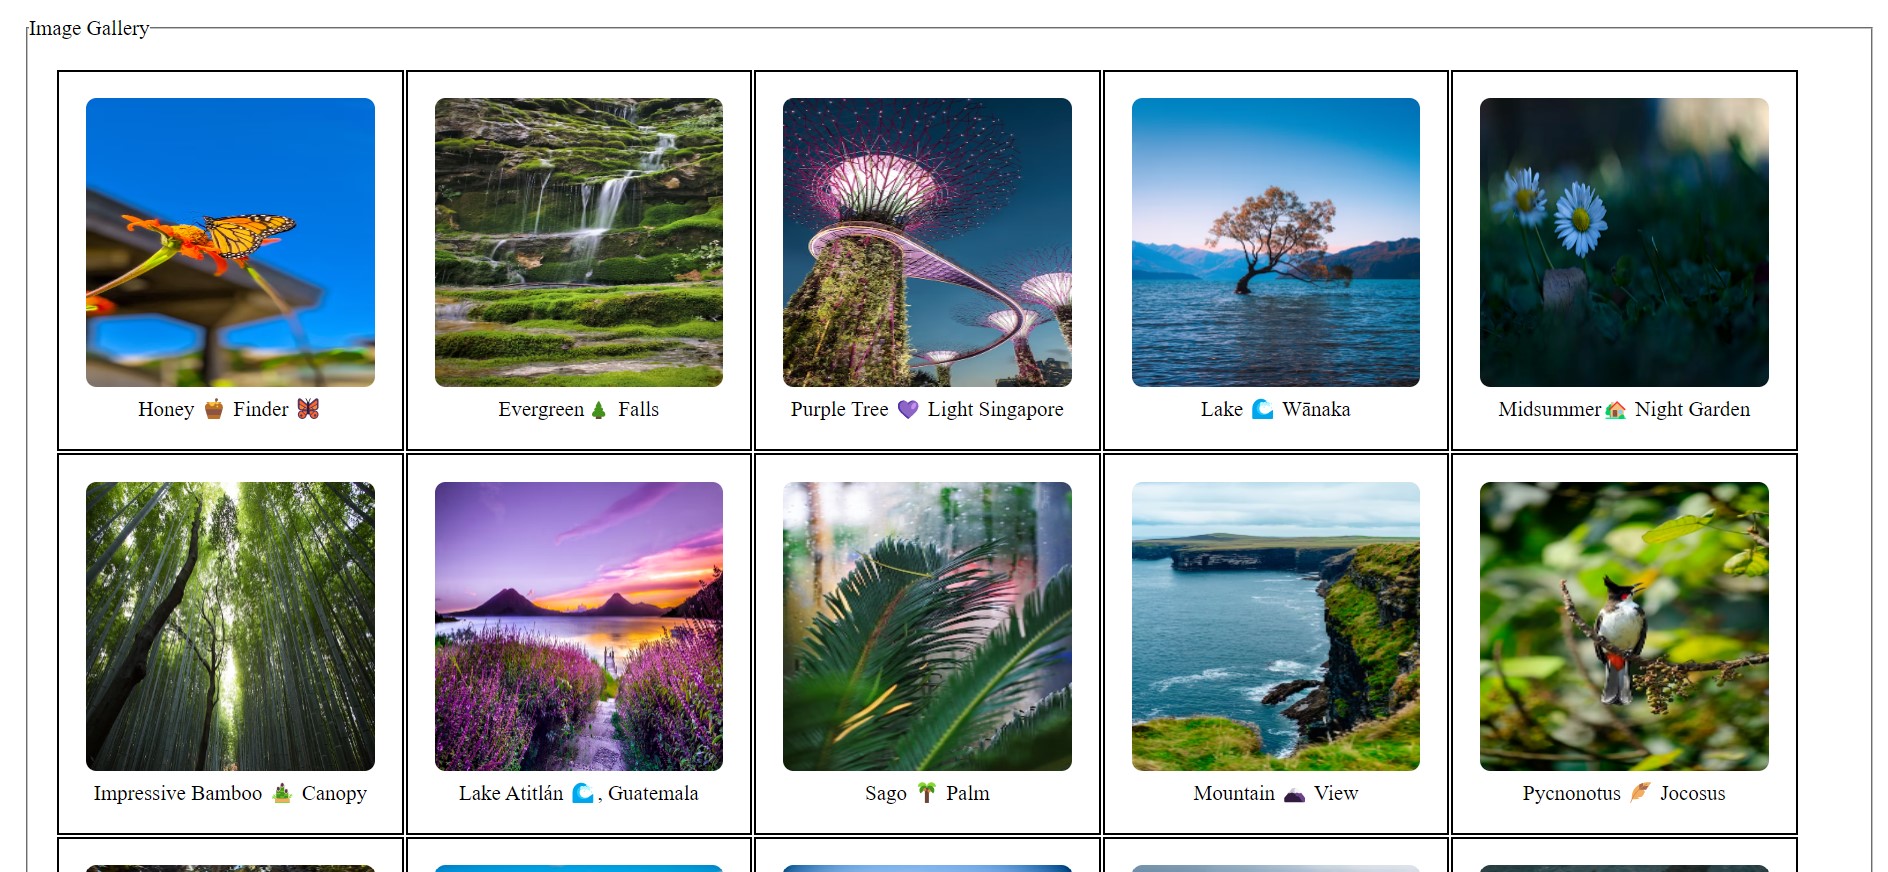 Image Gallery
Honey 🍯 Finder 🦋
Evergreen🌲 Falls
Purple Tree 💜 Light Singapore
Lake 🌊 Wānaka
Midsummer🏡 Night Garden
Impressive Bamboo 🎍 Canopy
Lake Atitlán 🌊, Guatemala
Sago 🌴 Palm
Mountain ⛰️ View
Pycnonotus 🪶 Jocosus